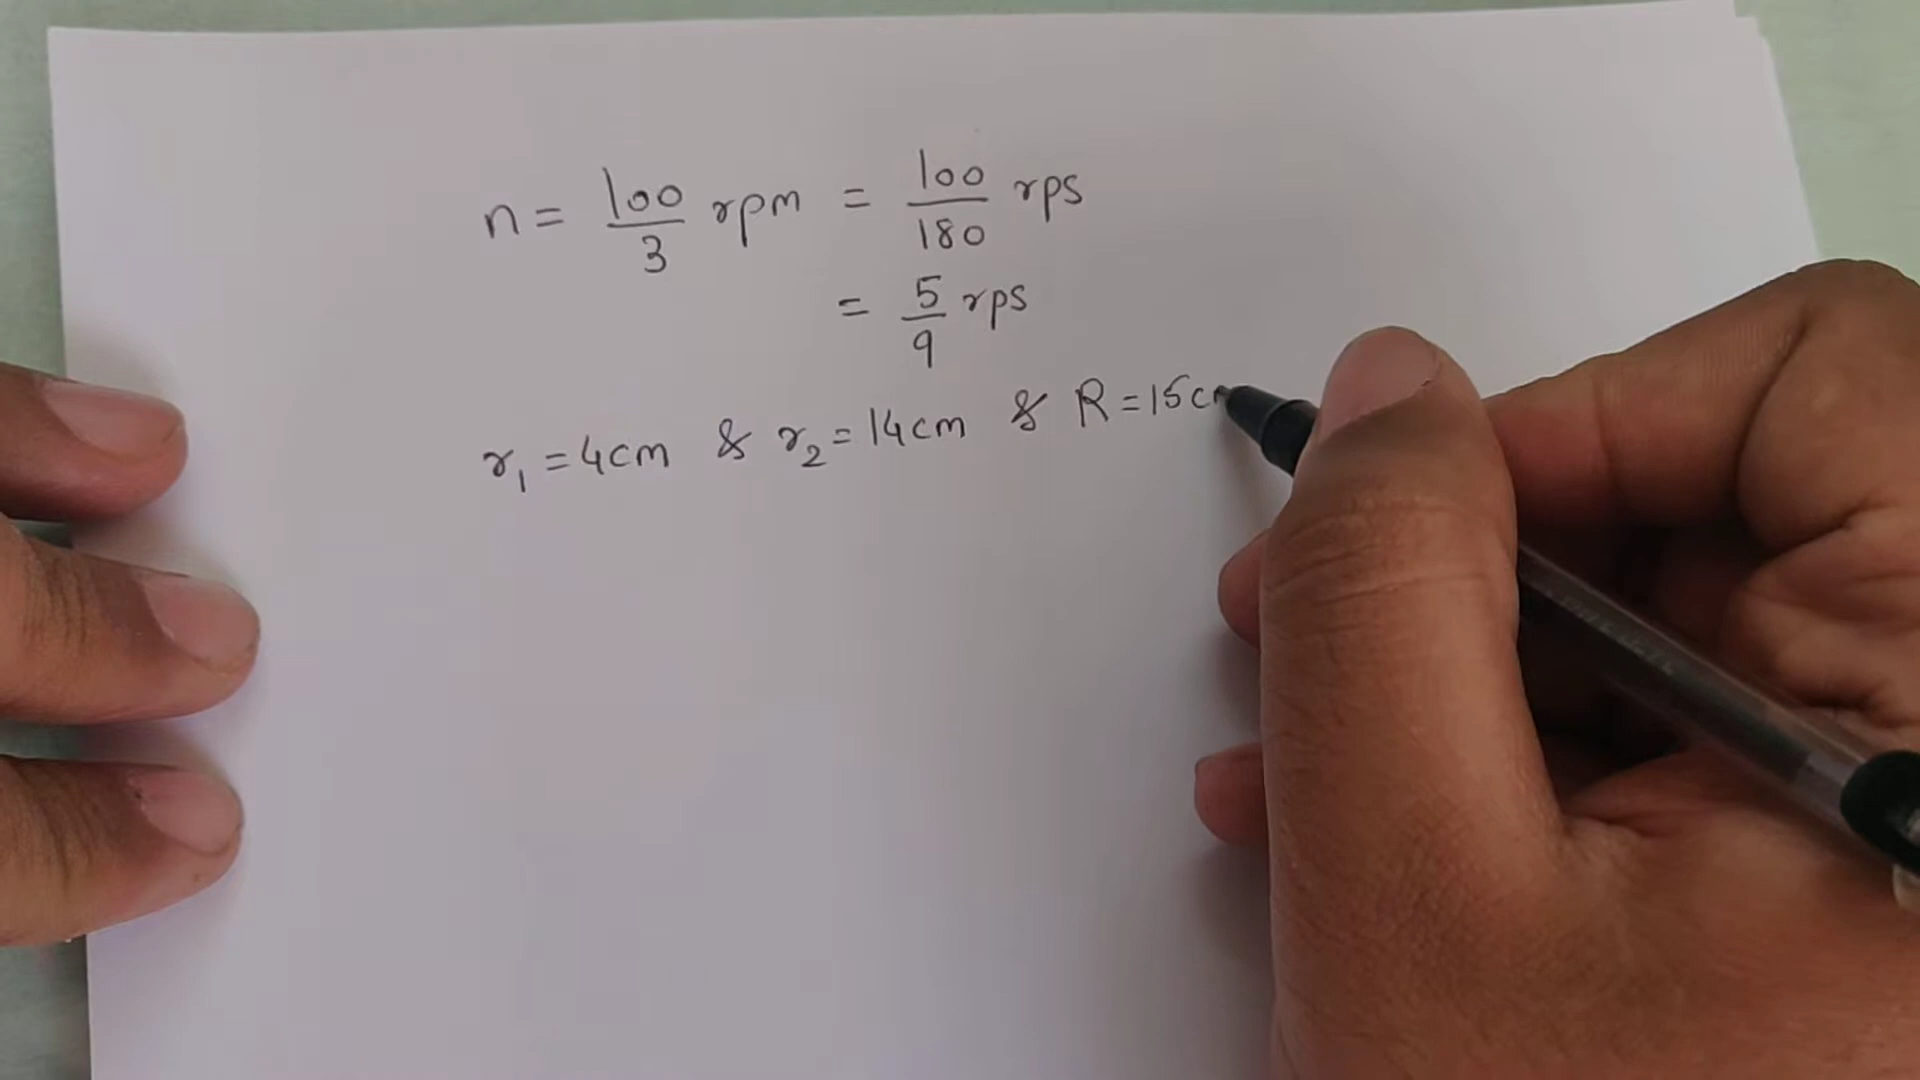 n = 100/3 rpm = 100/180 rps
= 5/9 rps
r₁ = 4cm & r₂ = 14cm & R = 15c